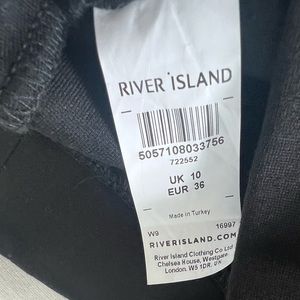 RIVER ISLAND
5057108033756
722552
UK 10
EUR 36
Made in Turkey
W9 16997
RIVERISLAND.COM
River Island Clothing Co Ltd
Chelsea House, Westgate,
London. W5 1DR, UK